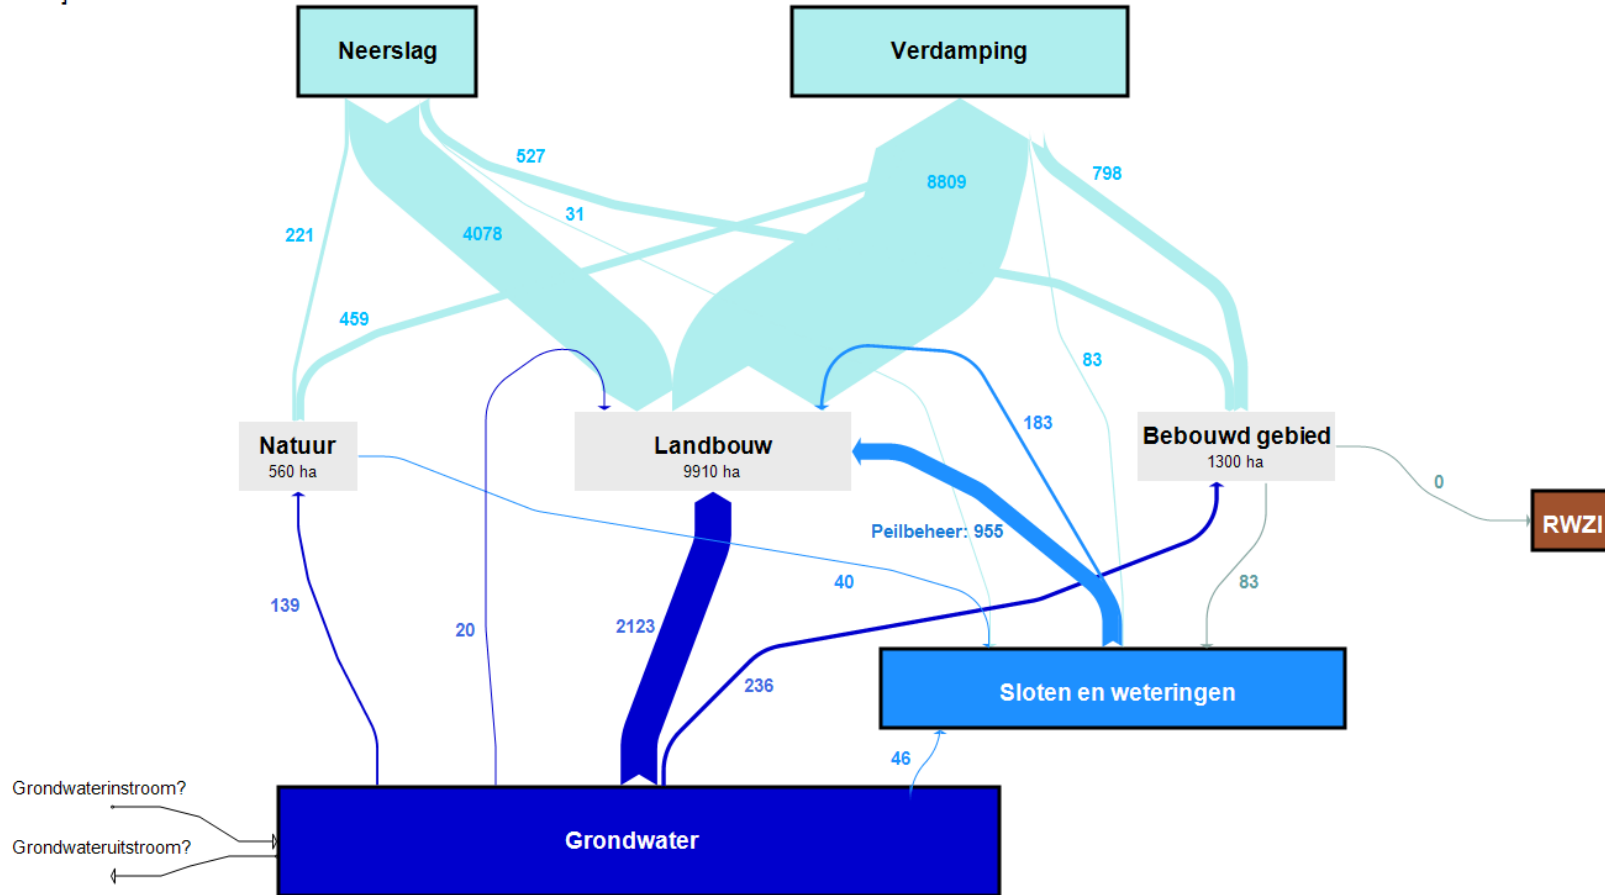 ]
Neerslag
Verdamping
527
798
8809
31
221
4078
459
83
183
Natuur
560 ha
Landbouw
9910 ha
Bebouwd gebied
1300 ha
0
RWZI
Peilbeheer: 955
40
83
139
20
2123
236
Sloten en weteringen
46
Grondwaterinstroom?
Grondwateruitstroom?
Grondwater